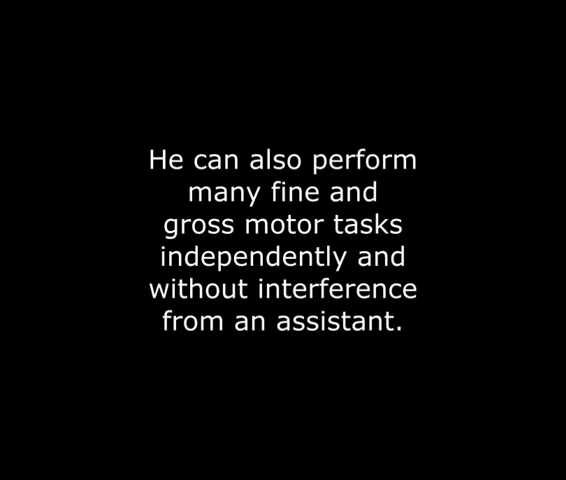 He can also perform
many fine and
gross motor tasks
independently and
without interference
from an assistant.